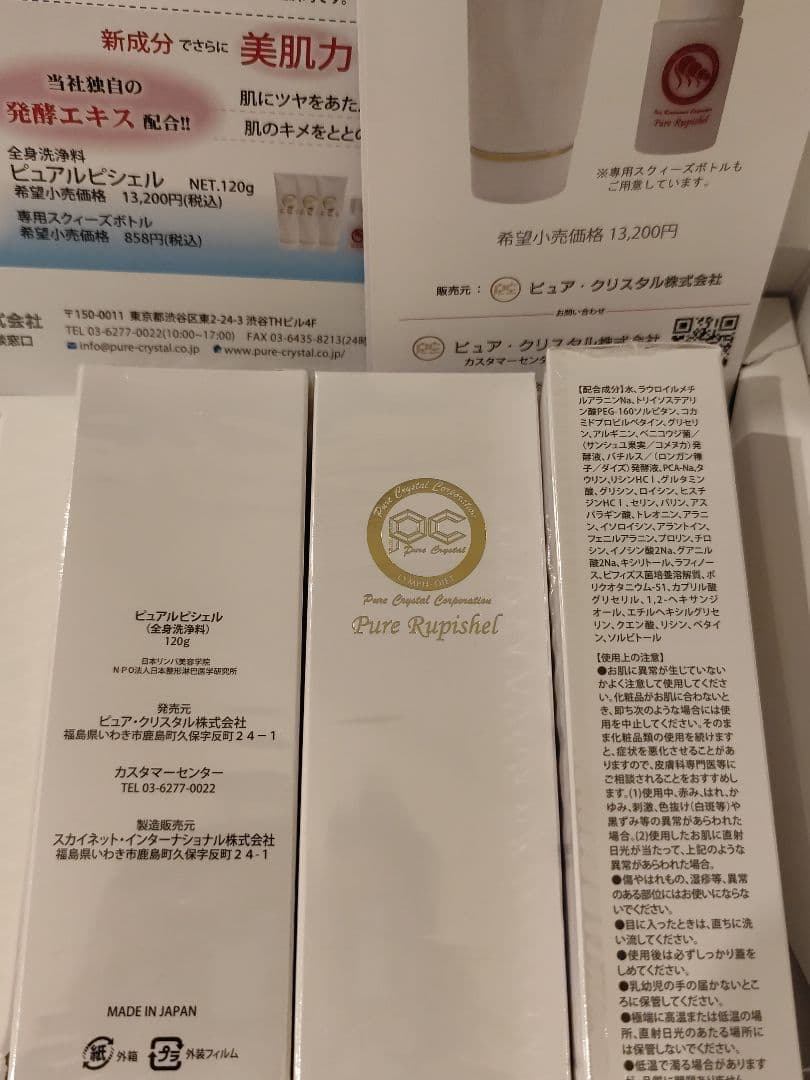 新成分でさらに美肌力
当社独自の
発酵エキス配合!!
肌にツヤをあた
肌のキメをととの
全身洗浄料
ピュアルピシェル NET.120g
希望小売価格 13,200円(税込)
専用スクィーズボトル
希望小売価格 858円(税込)
式会社
談窓口
〒150-0011 東京都渋谷区東2-24-3 渋谷THビル4F
TEL 03-6277-0022(10:00~17:00) FAX 03-6435-8213(24時
info@pure-crystal.co.jp www.pure-crystal.co.jp/
Pure Rupishel
※専用スクィーズボトルも
ご用意しています。
希望小売価格 13,200円
販売元： PC ピュア・クリスタル株式会社
お問い合わせ
ピュア・クリスタル株式会社
カスタマーセンタ
ピュアルピシェル
(全身洗浄料)
120g
日本リンパ美容学院
NPO法人日本整形淋巴医学研究所
発売元
ピュア・クリスタル株式会社
福島県いわき市鹿島町久保字反町24－1
カスタマーセンター
TEL 03-6277-0022
製造販売元
スカイネット・インターナショナル株式会社
福島県いわき市鹿島町久保字反町24-1
MADE IN JAPAN
紙 外箱 プラ 外装フィルム
Pure Crystal Corporation
PC
Pure Crystal
LYMPH-DIET
Pure Crystal Corporation
Pure Rupishel
【配合成分】水、ラウロイルメチ
ルアラニンNa、トリイソステアリ
ン酸PEG-160ソルビタン、コカ
ミドプロピルベタイン、グリセリ
ン、アルギニン、ベニコウジ菌／
(サンシュユ果実／コメヌカ)発
酵液、バチルス／(ロンガン種
子／ダイズ)発酵液、PCA-Na、タ
ウリン、リシンHCl、グルタミン
酸、グリシン、ロイシン、ヒスチ
ジンHCl、セリン、バリン、アス
パラギン酸、トレオニン、アラニ
ン、イソロイシン、アラントイン、
フェニルアラニン、プロリン、チロ
シン、イノシン酸2Na、グアニル
酸2Na、キシリトール、ラフィノー
ス、ビフィズス菌培養溶解質、ポ
リクオタニウム-51、カプリル酸
グリセリル、1,2-ヘキサンジ
オール、エチルヘキシルグリセ
リン、クエン酸、リシン、ベタイ
ン、ソルビトール
【使用上の注意】
●お肌に異常が生じていない
かよく注意して使用してくださ
い。化粧品がお肌に合わないと
き、即ち次のような場合には使
用を中止してください。そのま
ま化粧品類の使用を続けます
と、症状を悪化させることがあ
りますので、皮膚科専門医等に
ご相談されることをおすすめし
ます。(1)使用中、赤み、はれ、か
ゆみ、刺激、色抜け(白斑等)や
黒ずみ等の異常があらわれた
場合。(2)使用したお肌に直射
日光が当たって、上記のような
異常があらわれた場合。
●傷やはれもの、湿疹等、異常
のある部位にはお使いにならな
いでください。
●目に入ったときは、直ちに洗
い流してください。
●使用後は必ずしっかり蓋を
しめてください。
●乳幼児の手の届かないとこ
ろに保管してください。
●極端に高温または低温の場
所、直射日光のあたる場所に
は保管しないでください。
●低温で濁る場合があります